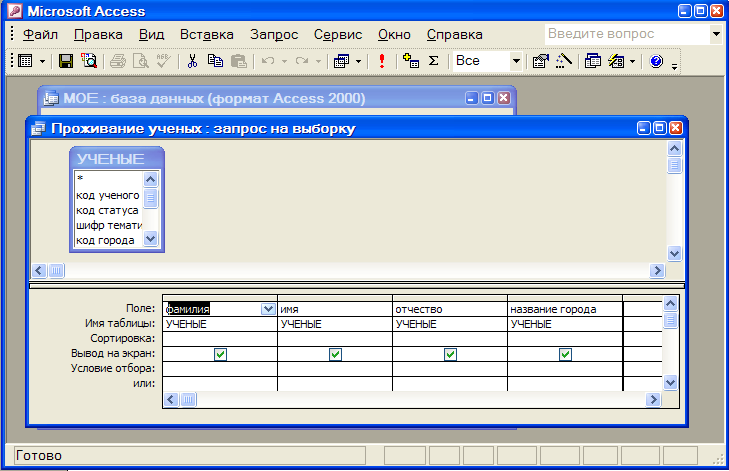 Microsoft Access
Файл Правка Вид Вставка Запрос Сервис Окно Справка Введите вопрос
Все
МОЕ : база данных (формат Access 2000)
Проживание ученых : запрос на выборку
УЧЕНЫЕ
*
код ученого
код статуса
шифр темати
код города
Поле: фамилия имя отчество название города
Имя таблицы: УЧЕНЫЕ УЧЕНЫЕ УЧЕНЫЕ УЧЕНЫЕ
Сортировка:
Вывод на экран:
Условие отбора:
или:
Готово